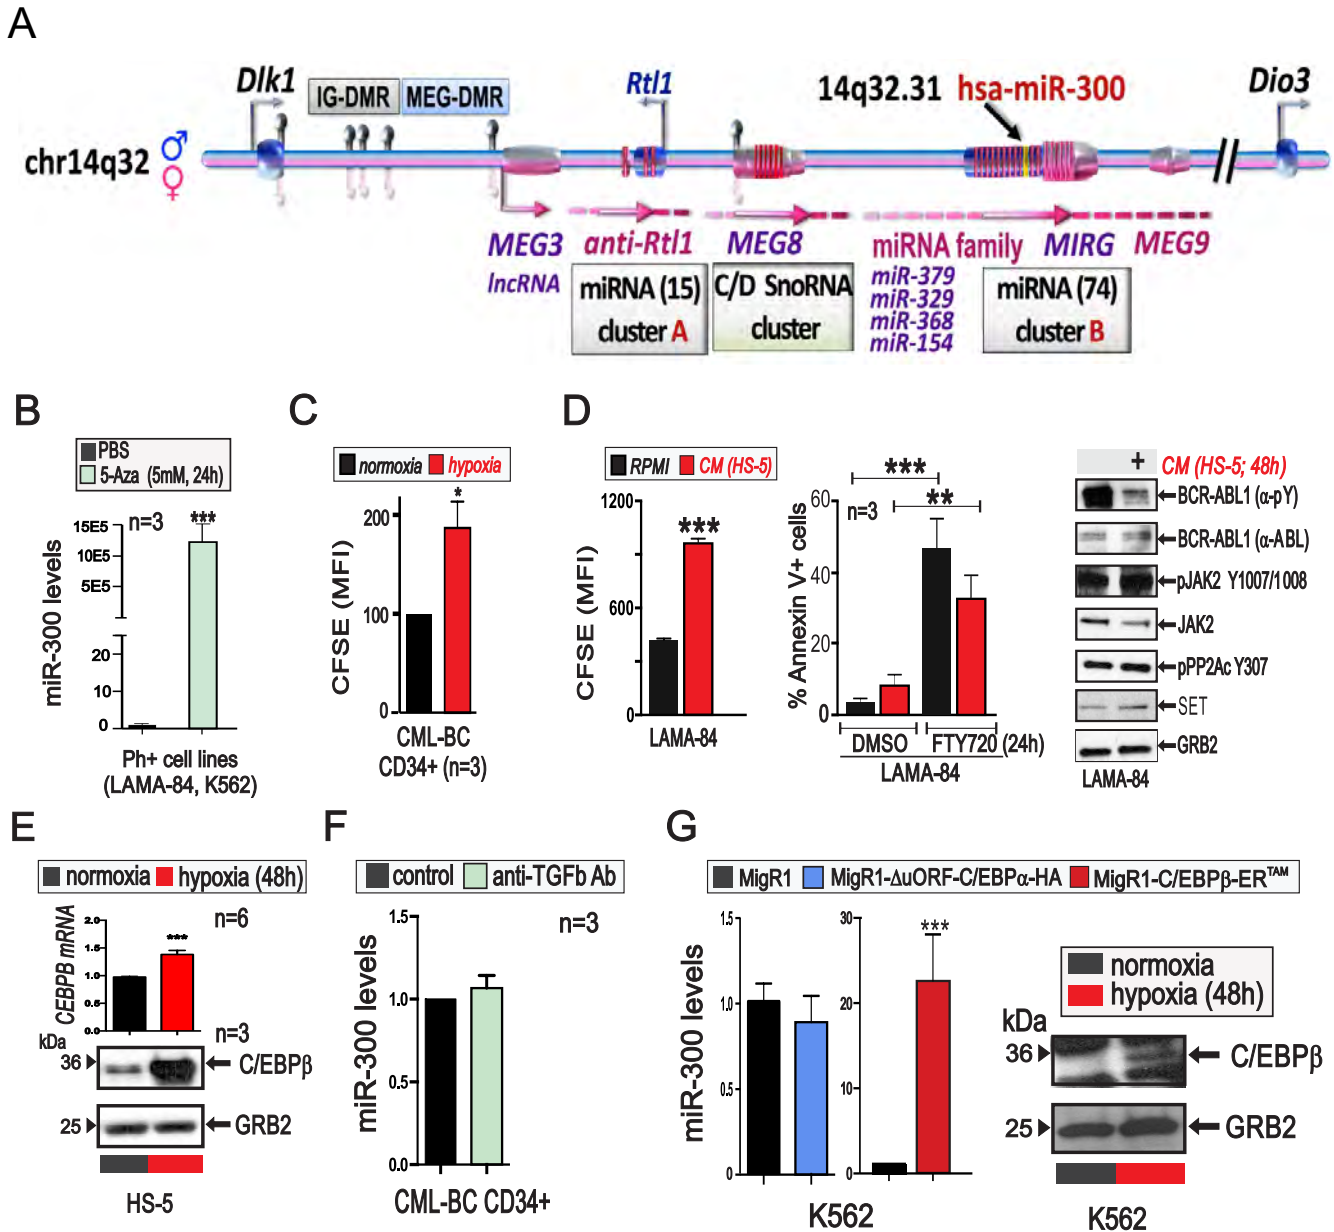 A
Dlk1
IG-DMR
MEG-DMR
Rtl1
14q32.31 hsa-miR-300
Dio3
chr14q32 ♂
♀
MEG3
anti-Rtl1
MEG8
miRNA family
MIRG
MEG9
lncRNA
miRNA (15)
cluster A
C/D SnoRNA
cluster
miR-379
miR-329
miR-368
miR-154
miRNA (74)
cluster B
B
PBS
5-Aza (5mM, 24h)
n=3
***
miR-300 levels
15E5
10E5
5E5
20
10
0
Ph+ cell lines
(LAMA-84, K562)
C
normoxia hypoxia
*
CFSE (MFI)
200
100
0
CML-BC
CD34+ (n=3)
D
RPMI CM (HS-5)
***
CFSE (MFI)
1200
600
0
LAMA-84
*** 
**
n=3
% Annexin V+ cells
60
40
20
0
DMSO FTY720 (24h)
LAMA-84
+ CM (HS-5; 48h)
BCR-ABL1 (α-pY)
BCR-ABL1 (α-ABL)
pJAK2 Y1007/1008
JAK2
pPP2Ac Y307
SET
GRB2
LAMA-84
E
normoxia hypoxia (48h)
n=6
***
CEBPB mRNA
2.0
1.5
1.0
0.5
0.0
n=3
kDa
36 C/EBPβ
25 GRB2
HS-5
F
control anti-TGFb Ab
n=3
miR-300 levels
1.5
1.0
0.5
0.0
CML-BC CD34+
G
MigR1 MigR1-ΔuORF-C/EBPα-HA MigR1-C/EBPβ-ERTAM
miR-300 levels
1.5
1.0
0.5
0.0
30
20
10
0
***
K562
normoxia
hypoxia (48h)
kDa
36 C/EBPβ
25 GRB2
K562